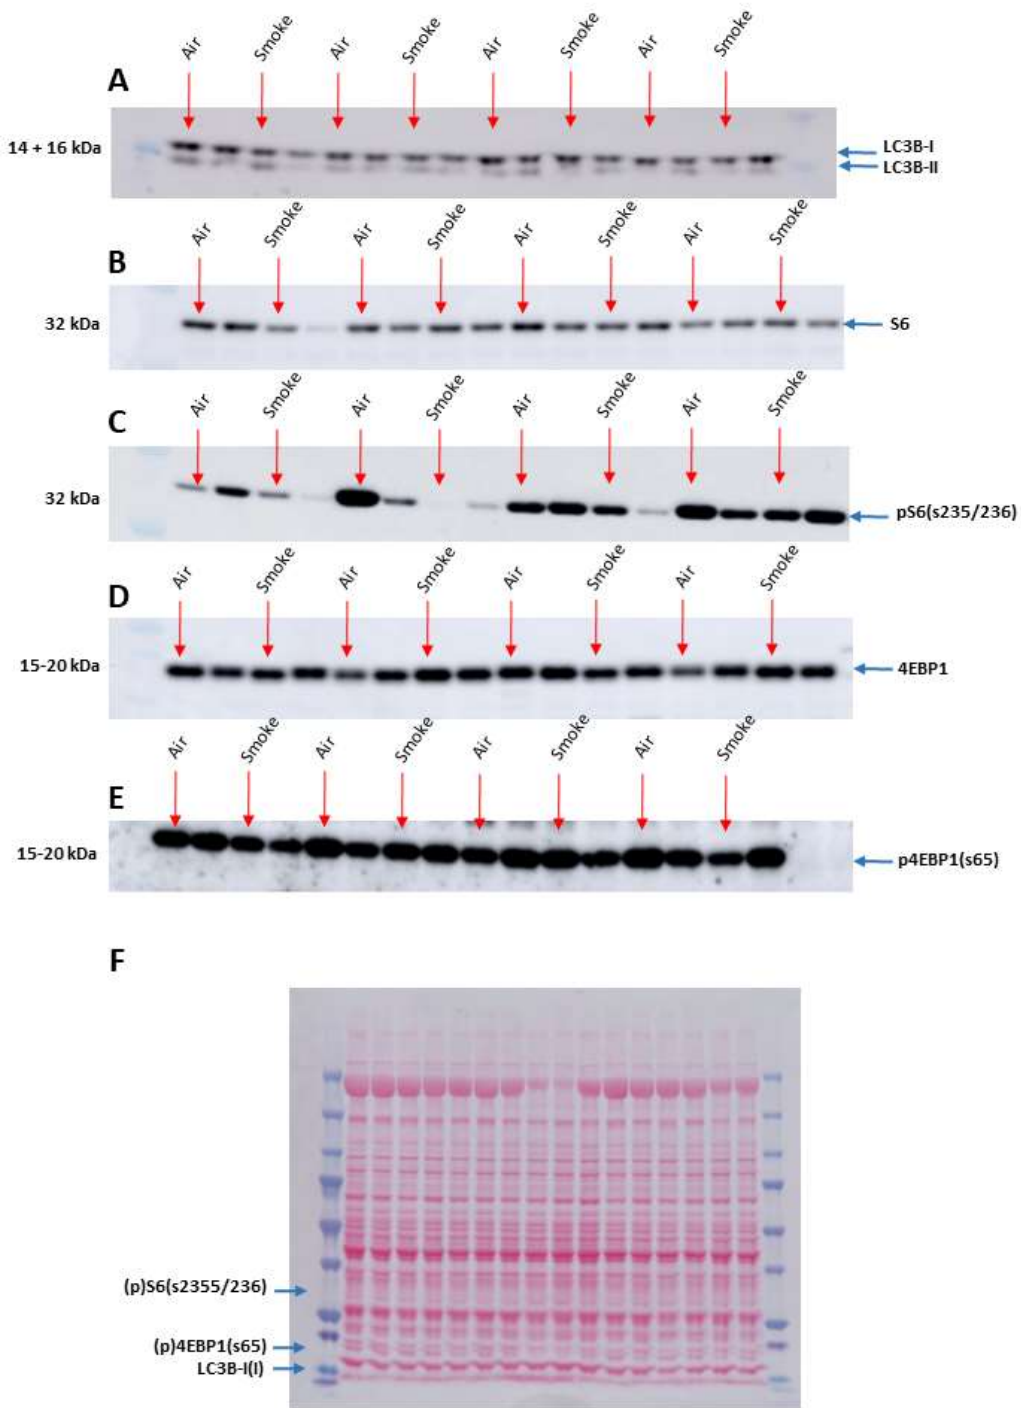 Air Smoke Air Smoke Air Smoke Air Smoke
A
14 + 16 kDa
LC3B-I
LC3B-II
Air Smoke Air Smoke Air Smoke Air Smoke
B
32 kDa
S6
Air Smoke Air Smoke Air Smoke Air Smoke
C
32 kDa
pS6(s235/236)
Air Smoke Air Smoke Air Smoke Air Smoke
D
15-20 kDa
4EBP1
Air Smoke Air Smoke Air Smoke Air Smoke
E
15-20 kDa
p4EBP1(s65)
F
(p)S6(s2355/236)
(p)4EBP1(s65)
LC3B-I(I)